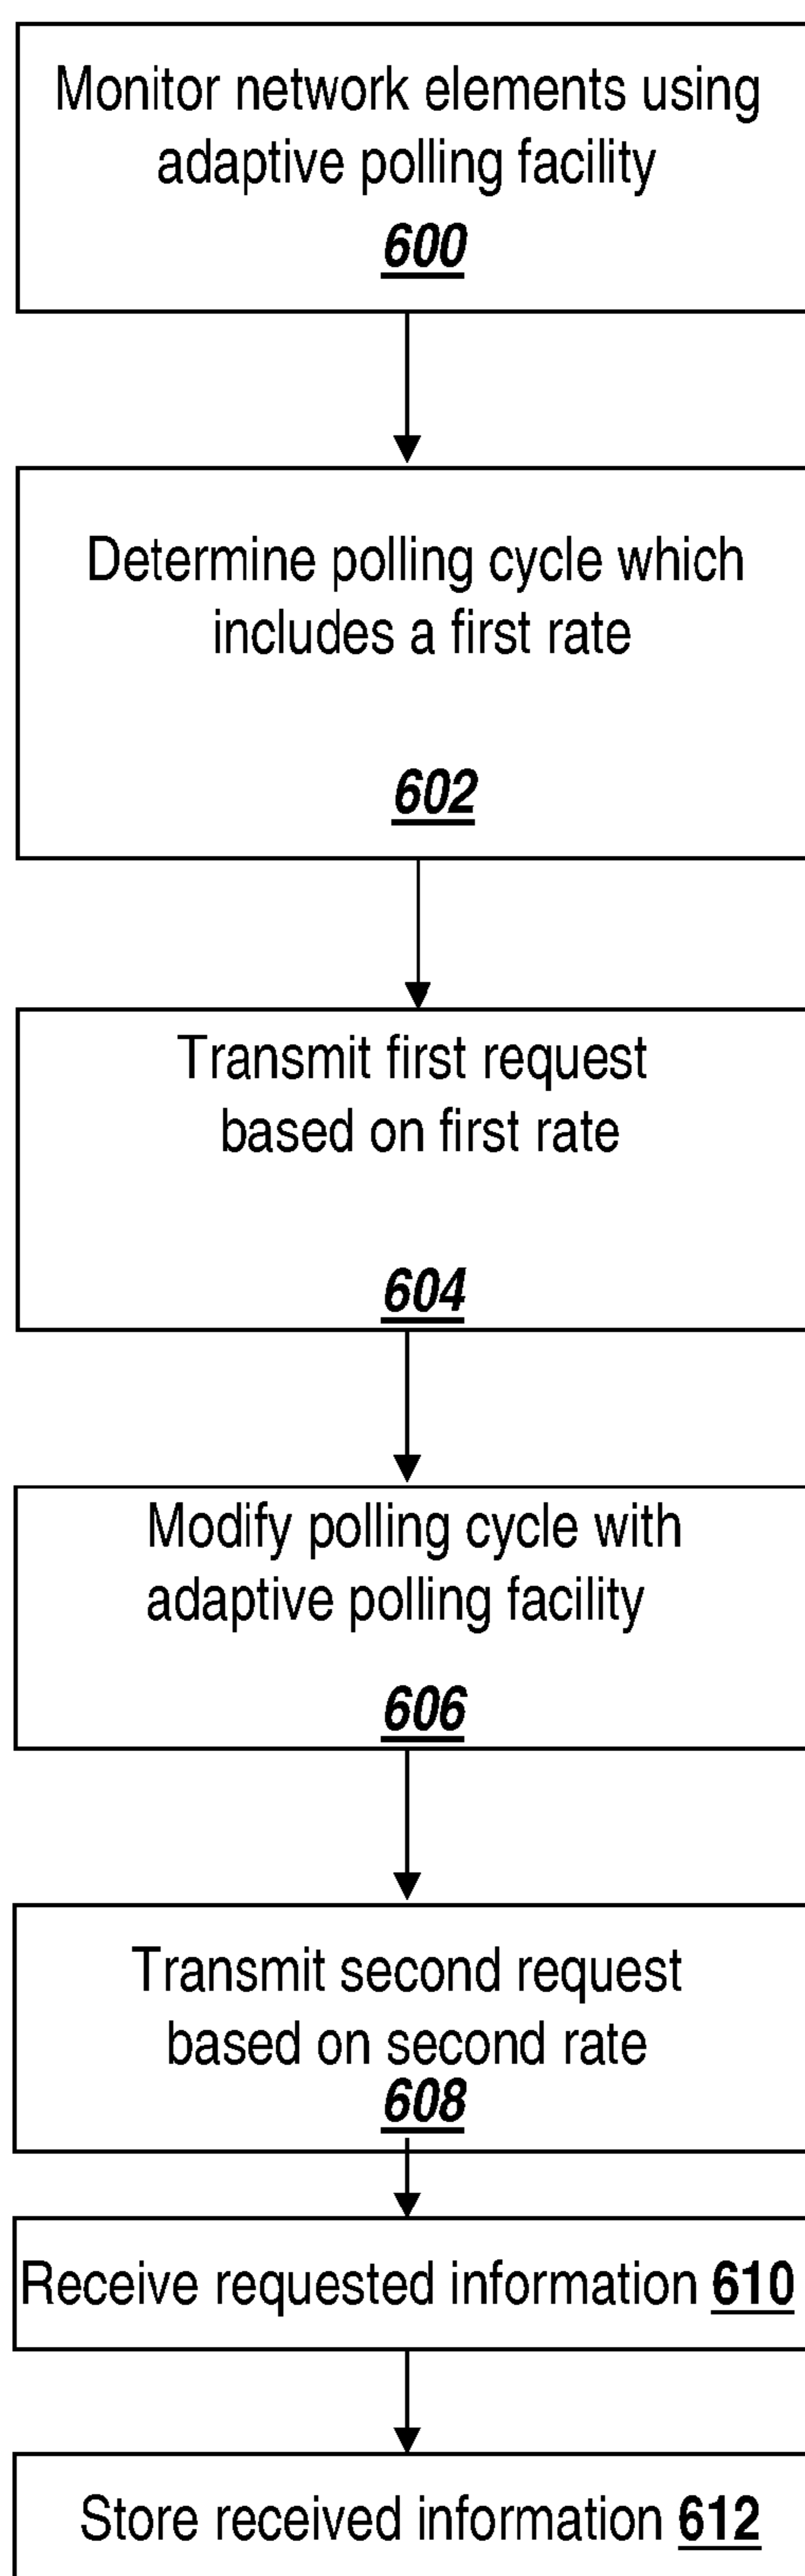 Monitor network elements using
adaptive polling facility
600
Determine polling cycle which
includes a first rate
602
Transmit first request
based on first rate
604
Modify polling cycle with
adaptive polling facility
606
Transmit second request
based on second rate
608
Receive requested information 610
Store received information 612